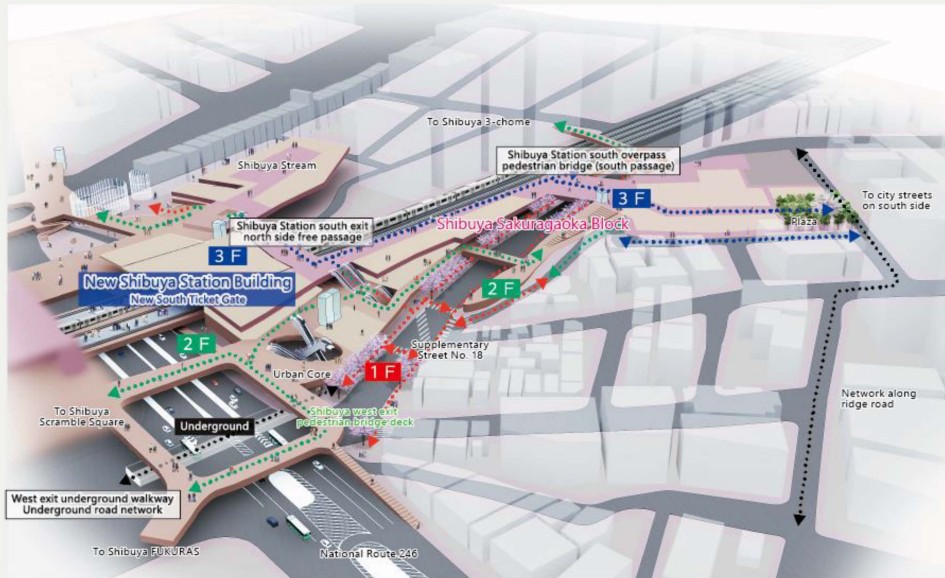 To Shibuya 3-chome
Shibuya Stream
Shibuya Station south overpass
pedestrian bridge (south passage)
3 F
To city streets
on south side
Plaza
Shibuya Station south exit
north side free passage
Shibuya Sakuragaoka Block
3 F
New Shibuya Station Building
New South Ticket Gate
2 F
2 F
Supplementary
Street No. 18
Urban Core
1 F
Network along
ridge road
To Shibuya
Scramble Square
Shibuya west exit
pedestrian bridge deck
Underground
West exit underground walkway
Underground road network
To Shibuya FUKURAS
National Route 246